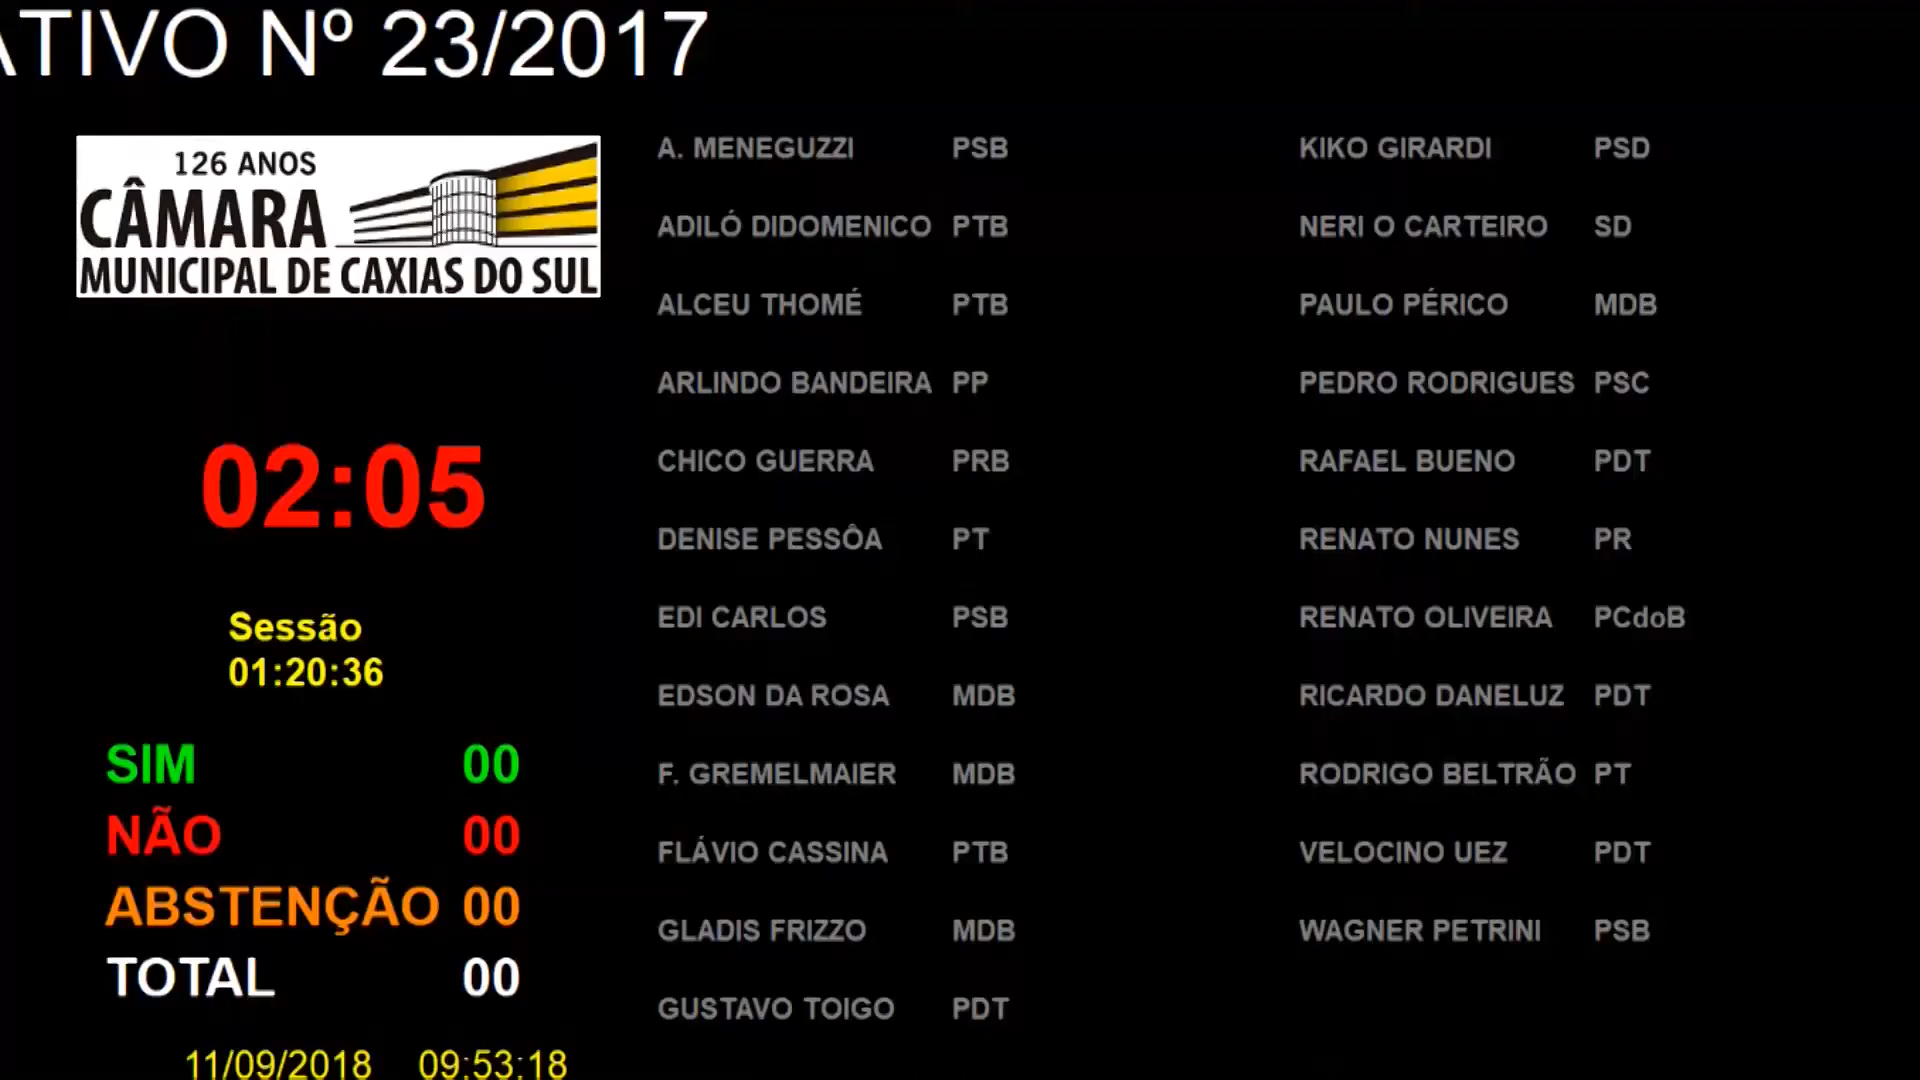 ATIVO Nº 23/2017
126 ANOS
CÂMARA
MUNICIPAL DE CAXIAS DO SUL
02:05
Sessão
01:20:36
SIM 00
NÃO 00
ABSTENÇÃO 00
TOTAL 00
11/09/2018 09:53:18
A. MENEGUZZI PSB
ADILÓ DIDOMENICO PTB
ALCEU THOMÉ PTB
ARLINDO BANDEIRA PP
CHICO GUERRA PRB
DENISE PESSÔA PT
EDI CARLOS PSB
EDSON DA ROSA MDB
F. GREMELMAIER MDB
FLÁVIO CASSINA PTB
GLADIS FRIZZO MDB
GUSTAVO TOIGO PDT
KIKO GIRARDI PSD
NERI O CARTEIRO SD
PAULO PÉRICO MDB
PEDRO RODRIGUES PSC
RAFAEL BUENO PDT
RENATO NUNES PR
RENATO OLIVEIRA PCdoB
RICARDO DANELUZ PDT
RODRIGO BELTRÃO PT
VELOCINO UEZ PDT
WAGNER PETRINI PSB